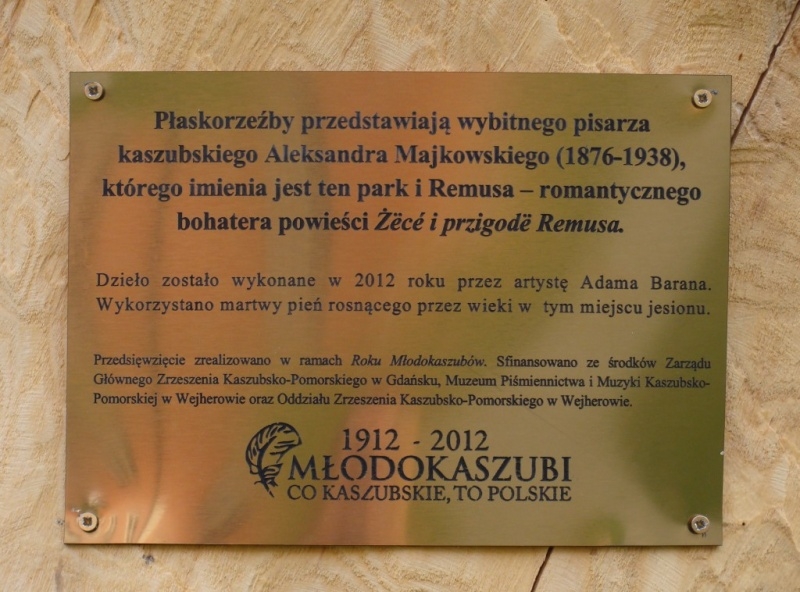 Płaskorzeźby przedstawiają wybitnego pisarza
kaszubskiego Aleksandra Majkowskiego (1876-1938),
którego imienia jest ten park i Remusa – romantycznego
bohatera powieści Żëcé i przigodë Remusa.
Dzieło zostało wykonane w 2012 roku przez artystę Adama Barana.
Wykorzystano martwy pień rosnącego przez wieki w tym miejscu jesionu.
Przedsięwzięcie zrealizowano w ramach Roku Młodokaszubów. Sfinansowano ze środków Zarządu
Głównego Zrzeszenia Kaszubsko-Pomorskiego w Gdańsku, Muzeum Piśmiennictwa i Muzyki Kaszubsko-
Pomorskiej w Wejherowie oraz Oddziału Zrzeszenia Kaszubsko-Pomorskiego w Wejherowie.
1912 - 2012
MŁODOKASZUBI
CO KASZUBSKIE, TO POLSKIE